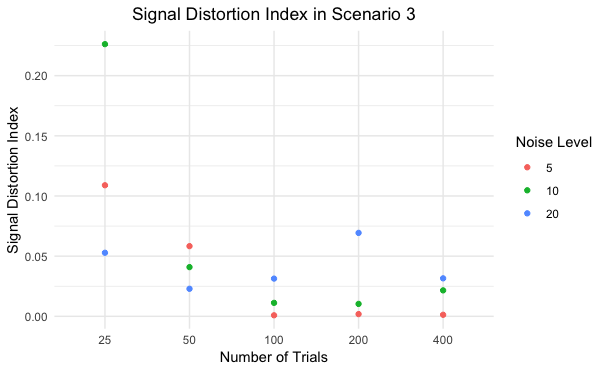 Signal Distortion Index in Scenario 3
Signal Distortion Index
0.20
0.15
0.10
0.05
0.00
25 50 100 200 400
Number of Trials
Noise Level
5
10
20